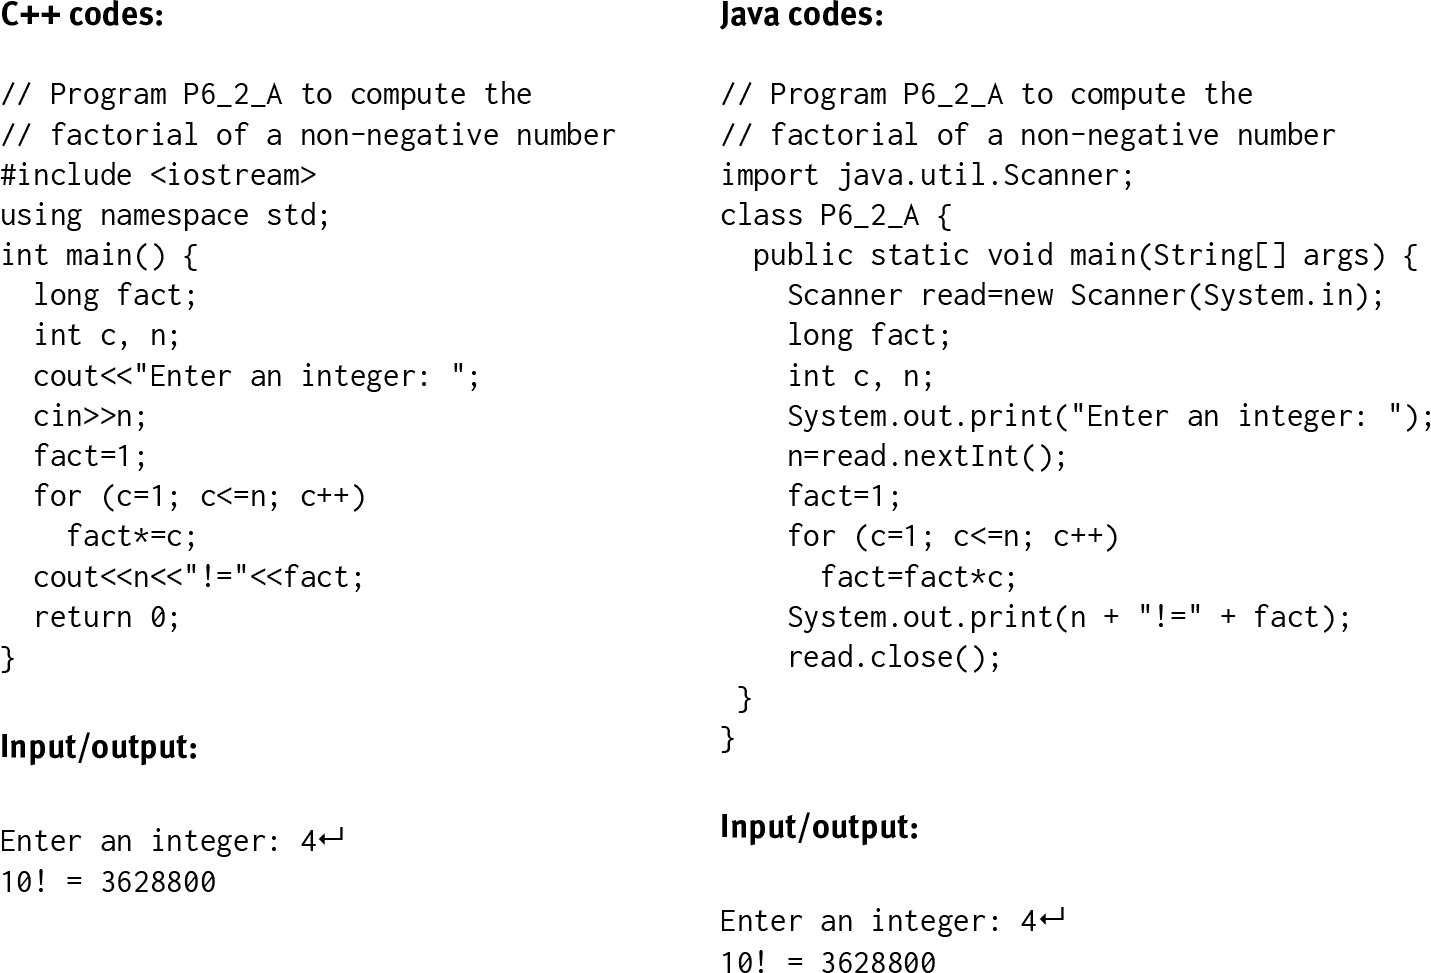 C++ codes:
// Program P6_2_A to compute the
// factorial of a non-negative number
#include <iostream>
using namespace std;
int main() {
  long fact;
  int c, n;
  cout<<"Enter an integer: ";
  cin>>n;
  fact=1;
  for (c=1; c<=n; c++)
    fact*=c;
  cout<<n<<"!="<<fact;
  return 0;
}
Input/output:
Enter an integer: 4↵
10! = 3628800
Java codes:
// Program P6_2_A to compute the
// factorial of a non-negative number
import java.util.Scanner;
class P6_2_A {
  public static void main(String[] args) {
    Scanner read=new Scanner(System.in);
    long fact;
    int c, n;
    System.out.print("Enter an integer: ");
    n=read.nextInt();
    fact=1;
    for (c=1; c<=n; c++)
      fact=fact*c;
    System.out.print(n + "!=" + fact);
    read.close();
 }
}
Input/output:
Enter an integer: 4↵
10! = 3628800